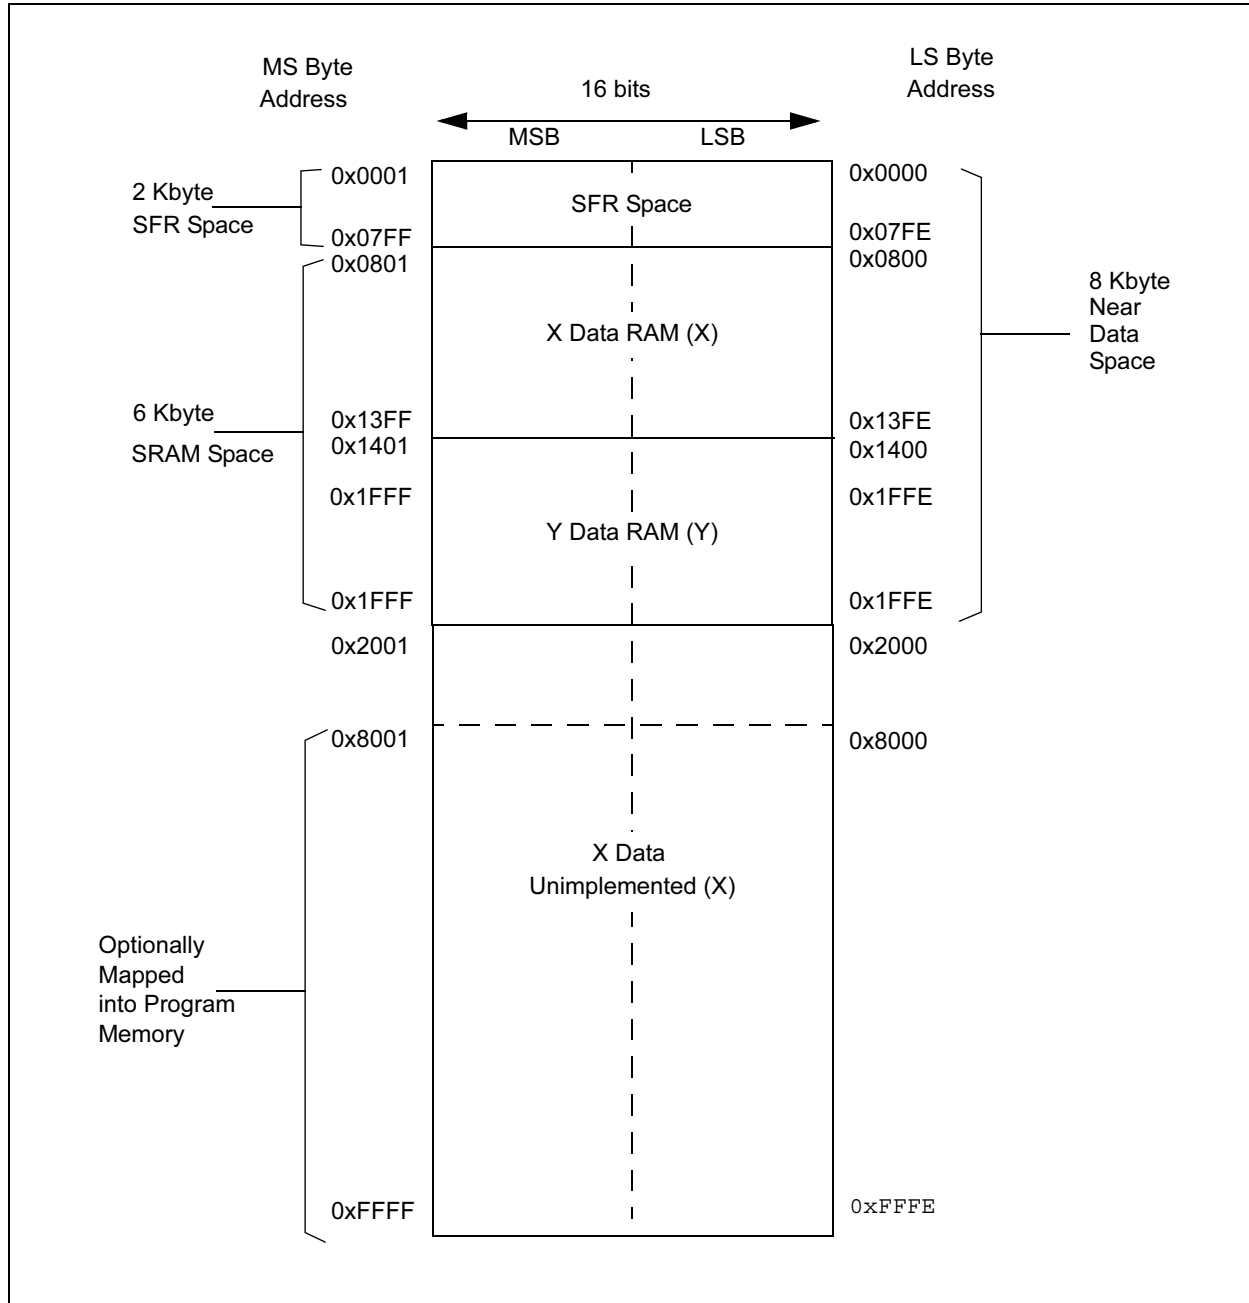 MS Byte
Address
16 bits
LS Byte
Address
MSB
LSB
2 Kbyte
SFR Space
0x0001
0x07FF
0x0801
SFR Space
0x0000
0x07FE
0x0800
X Data RAM (X)
8 Kbyte
Near
Data
Space
6 Kbyte
SRAM Space
0x13FF
0x1401
0x1FFF
0x13FE
0x1400
0x1FFE
Y Data RAM (Y)
0x1FFF
0x1FFE
0x2001
0x2000
0x8001
0x8000
X Data
Unimplemented (X)
Optionally
Mapped
into Program
Memory
0xFFFF
0xFFFE